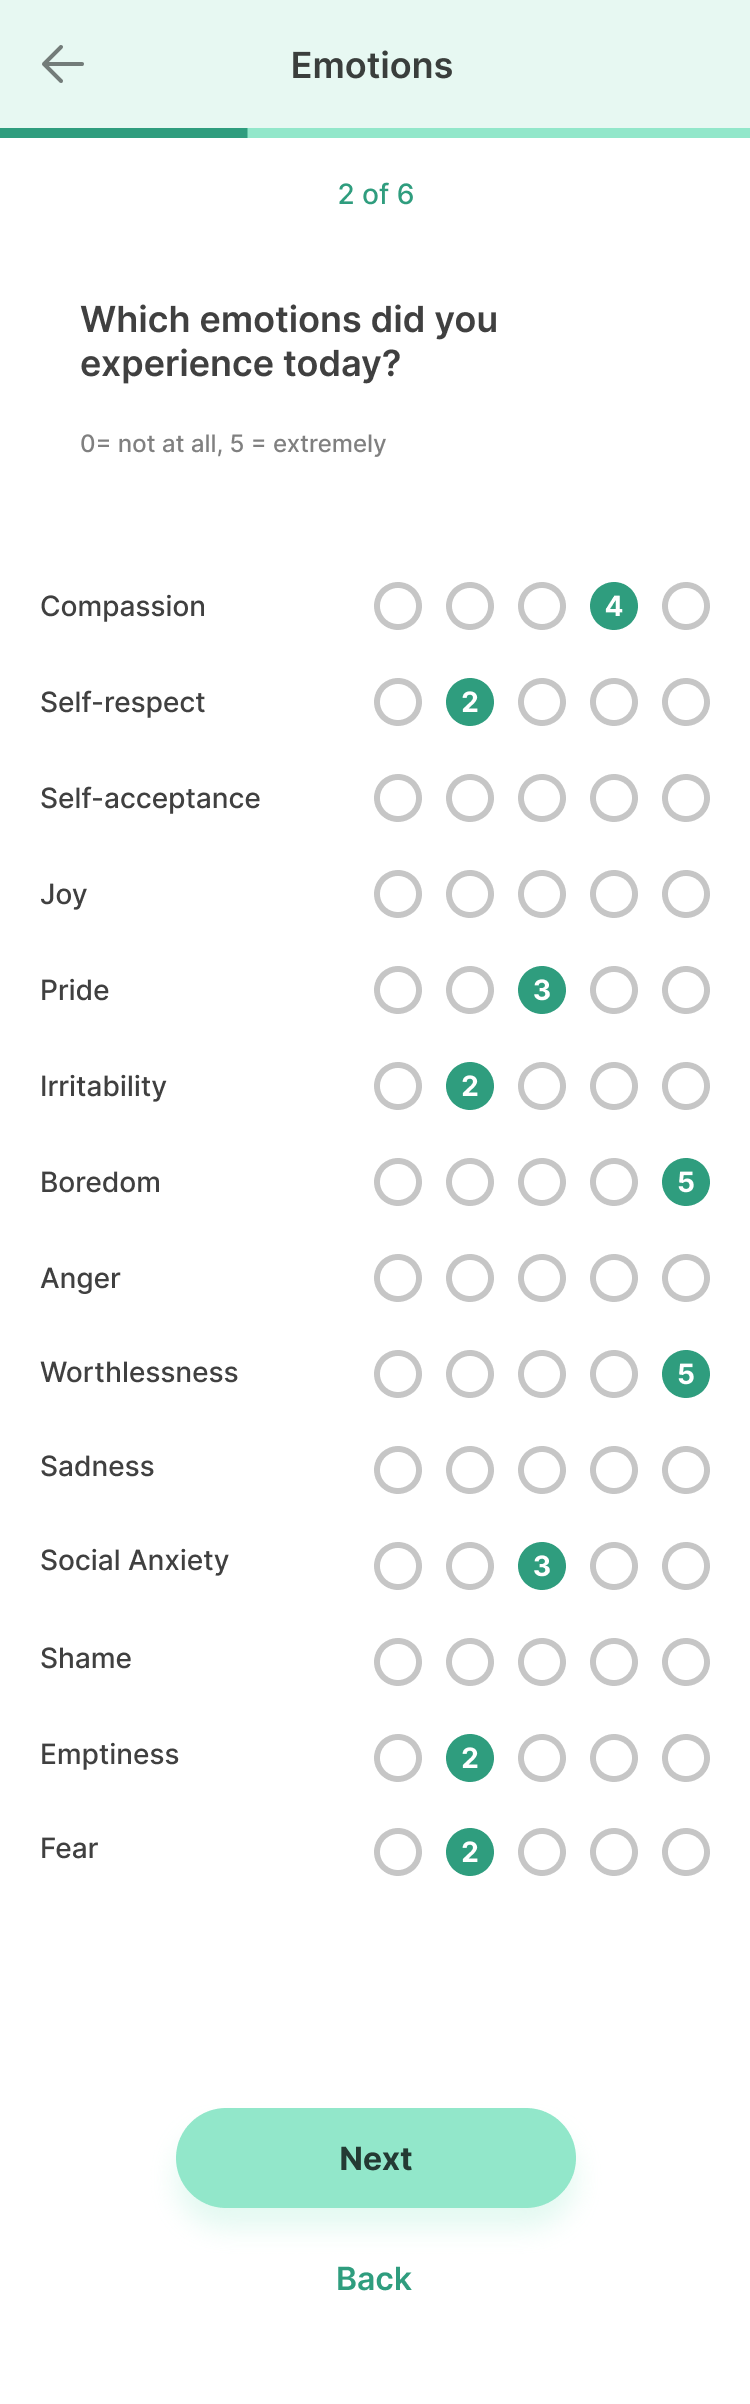 Emotions
2 of 6
Which emotions did you
experience today?
0= not at all, 5 = extremely
Compassion 4
Self-respect 2
Self-acceptance
Joy
Pride 3
Irritability 2
Boredom 5
Anger
Worthlessness 5
Sadness
Social Anxiety 3
Shame
Emptiness 2
Fear 2
Next
Back